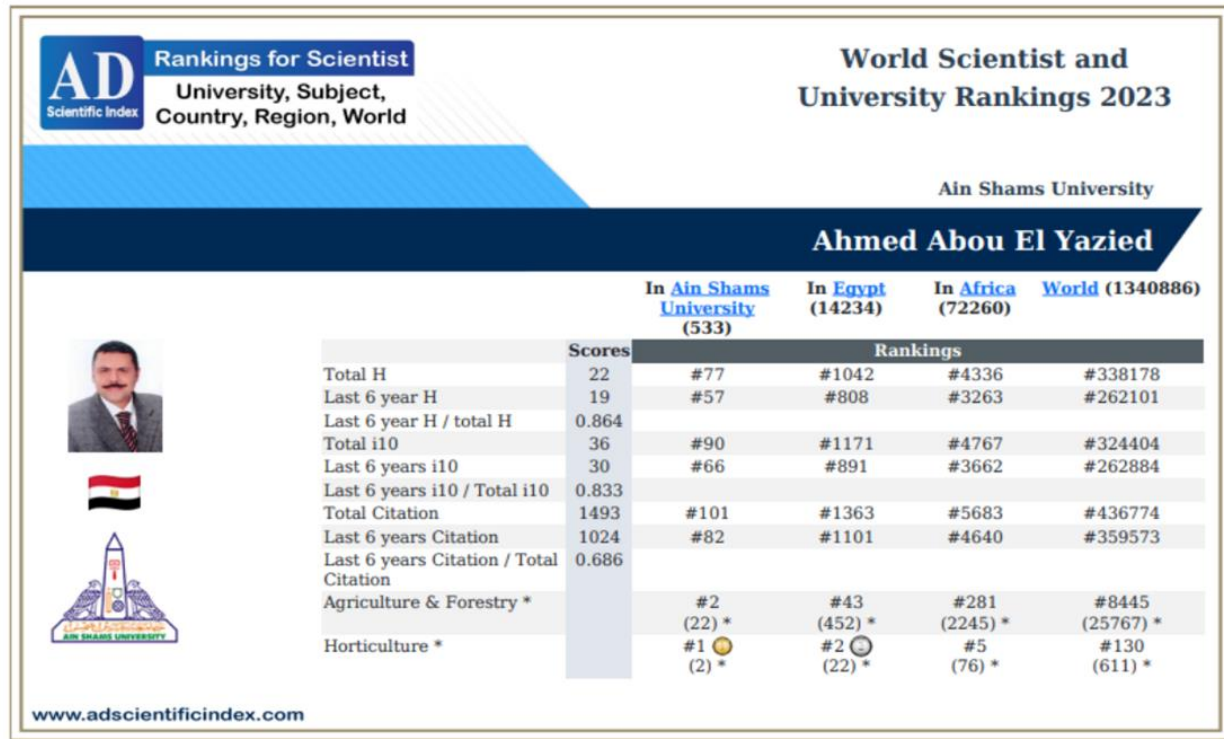 AD
Scientific Index
Rankings for Scientist
University, Subject,
Country, Region, World
World Scientist and
University Rankings 2023
Ain Shams University
Ahmed Abou El Yazied
In Ain Shams University (533) In Egypt (14234) In Africa (72260) World (1340886)
Scores Rankings
Total H 22 #77 #1042 #4336 #338178
Last 6 year H 19 #57 #808 #3263 #262101
Last 6 year H / total H 0.864
Total i10 36 #90 #1171 #4767 #324404
Last 6 years i10 30 #66 #891 #3662 #262884
Last 6 years i10 / Total i10 0.833
Total Citation 1493 #101 #1363 #5683 #436774
Last 6 years Citation 1024 #82 #1101 #4640 #359573
Last 6 years Citation / Total 0.686
Citation
Agriculture & Forestry * #2 #43 #281 #8445
(22) * (452) * (2245) * (25767) *
Horticulture * #1 #2 #5 #130
(2) * (22) * (76) * (611) *
AIN SHAMS UNIVERSITY
www.adscientificindex.com